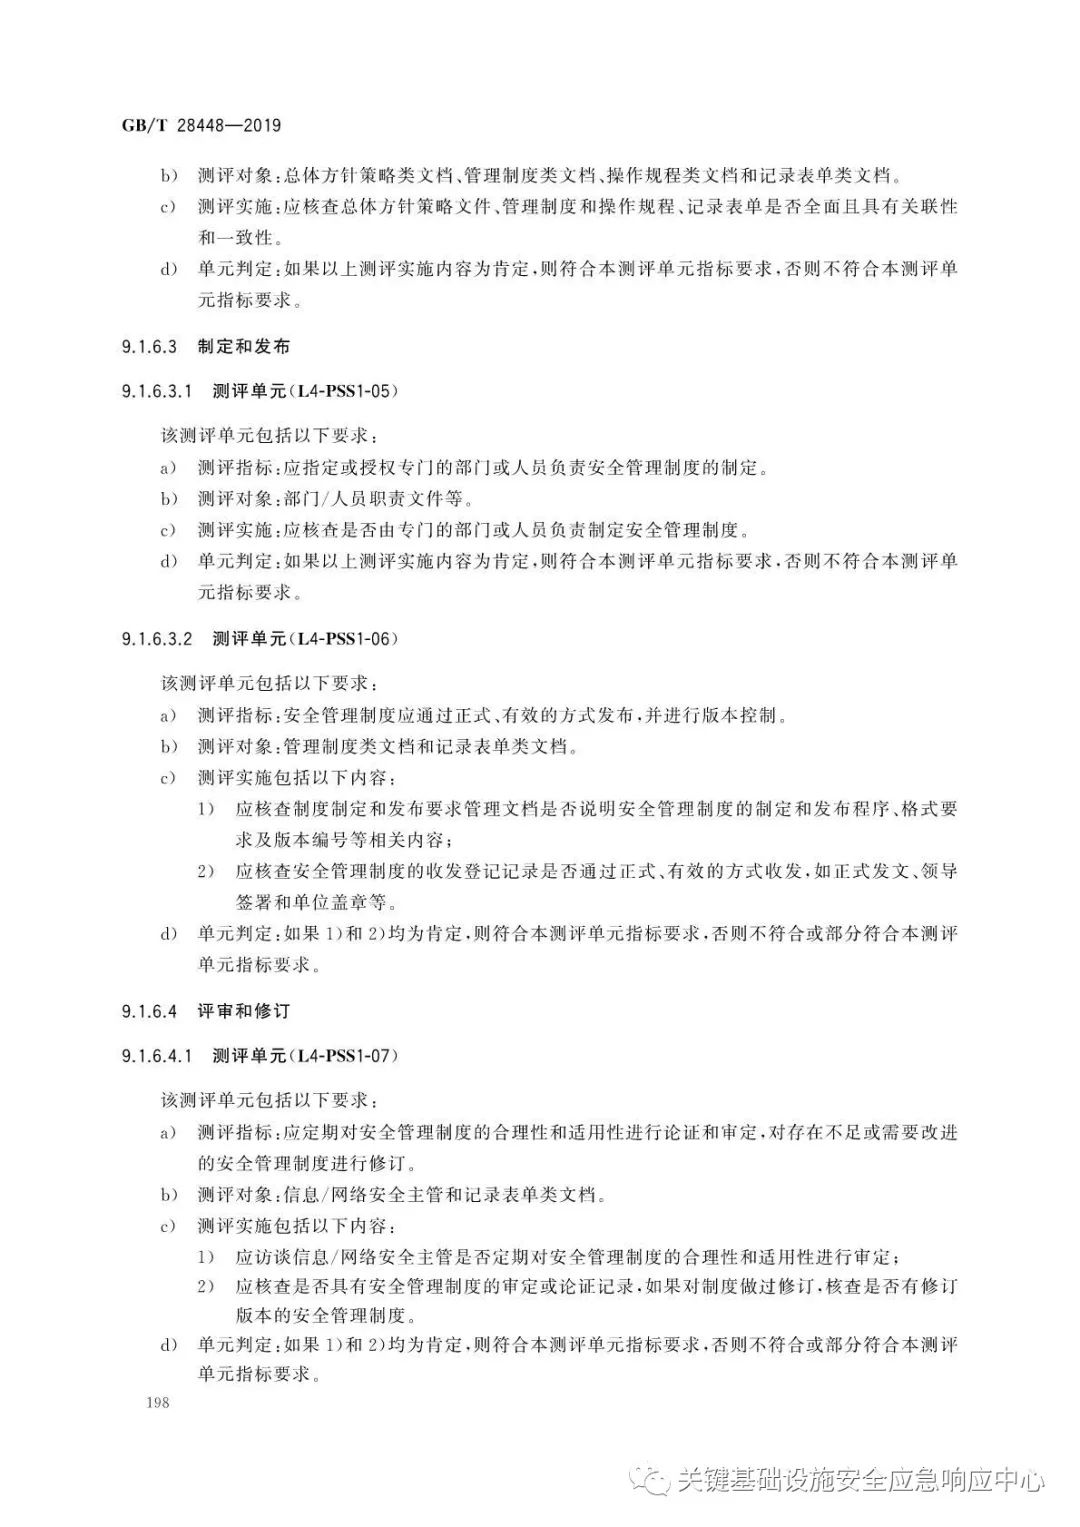 GB/T 28448—2019
b) 测评对象:总体方针策略类文档、管理制度类文档、操作规程类文档和记录表单类文档。
c) 测评实施:应核查总体方针策略文件、管理制度和操作规程、记录表单是否全面且具有关联性
和一致性。
d) 单元判定:如果以上测评实施内容为肯定,则符合本测评单元指标要求,否则不符合本测评单
元指标要求。
9.1.6.3 制定和发布
9.1.6.3.1 测评单元(L4-PSS1-05)
该测评单元包括以下要求:
a) 测评指标:应指定或授权专门的部门或人员负责安全管理制度的制定。
b) 测评对象:部门/人员职责文件等。
c) 测评实施:应核查是否由专门的部门或人员负责制定安全管理制度。
d) 单元判定:如果以上测评实施内容为肯定,则符合本测评单元指标要求,否则不符合本测评单
元指标要求。
9.1.6.3.2 测评单元(L4-PSS1-06)
该测评单元包括以下要求:
a) 测评指标:安全管理制度应通过正式、有效的方式发布,并进行版本控制。
b) 测评对象:管理制度类文档和记录表单类文档。
c) 测评实施包括以下内容:
1) 应核查制度制定和发布要求管理文档是否说明安全管理制度的制定和发布程序、格式要
求及版本编号等相关内容;
2) 应核查安全管理制度的收发登记记录是否通过正式、有效的方式收发,如正式发文、领导
签署和单位盖章等。
d) 单元判定:如果 1)和 2)均为肯定,则符合本测评单元指标要求,否则不符合或部分符合本测评
单元指标要求。
9.1.6.4 评审和修订
9.1.6.4.1 测评单元(L4-PSS1-07)
该测评单元包括以下要求:
a) 测评指标:应定期对安全管理制度的合理性和适用性进行论证和审定,对存在不足或需要改进
的安全管理制度进行修订。
b) 测评对象:信息/网络安全主管和记录表单类文档。
c) 测评实施包括以下内容:
1) 应访谈信息/网络安全主管是否定期对安全管理制度的合理性和适用性进行审定;
2) 应核查是否具有安全管理制度的审定或论证记录,如果对制度做过修订,核查是否有修订
版本的安全管理制度。
d) 单元判定:如果 1)和 2)均为肯定,则符合本测评单元指标要求,否则不符合或部分符合本测评
单元指标要求。
198
关键基础设施安全应急响应中心